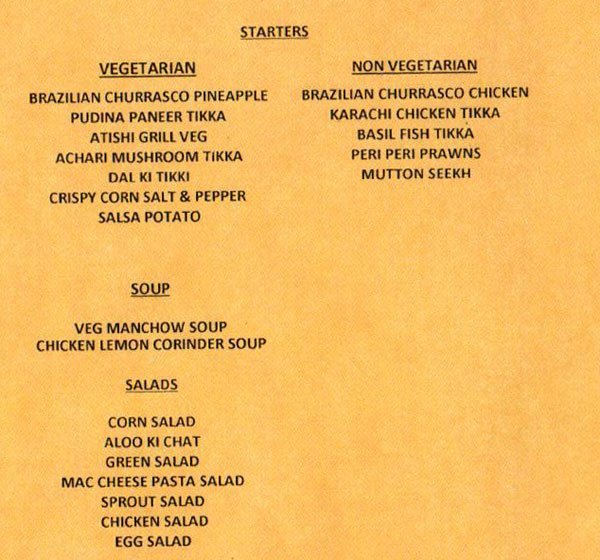 STARTERS
VEGETARIAN
BRAZILIAN CHURRASCO PINEAPPLE
PUDINA PANEER TIKKA
ATISHI GRILL VEG
ACHARI MUSHROOM TIKKA
DAL KI TIKKI
CRISPY CORN SALT & PEPPER
SALSA POTATO
NON VEGETARIAN
BRAZILIAN CHURRASCO CHICKEN
KARACHI CHICKEN TIKKA
BASIL FISH TIKKA
PERI PERI PRAWNS
MUTTON SEEKH
SOUP
VEG MANCHOW SOUP
CHICKEN LEMON CORINDER SOUP
SALADS
CORN SALAD
ALOO KI CHAT
GREEN SALAD
MAC CHEESE PASTA SALAD
SPROUT SALAD
CHICKEN SALAD
EGG SALAD